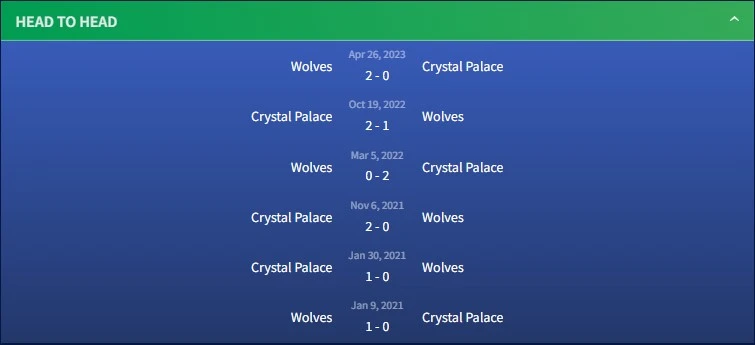 HEAD TO HEAD
Apr 26, 2023
Wolves 2 - 0 Crystal Palace
Oct 19, 2022
Crystal Palace 2 - 1 Wolves
Mar 5, 2022
Wolves 0 - 2 Crystal Palace
Nov 6, 2021
Crystal Palace 2 - 0 Wolves
Jan 30, 2021
Crystal Palace 1 - 0 Wolves
Jan 9, 2021
Wolves 1 - 0 Crystal Palace